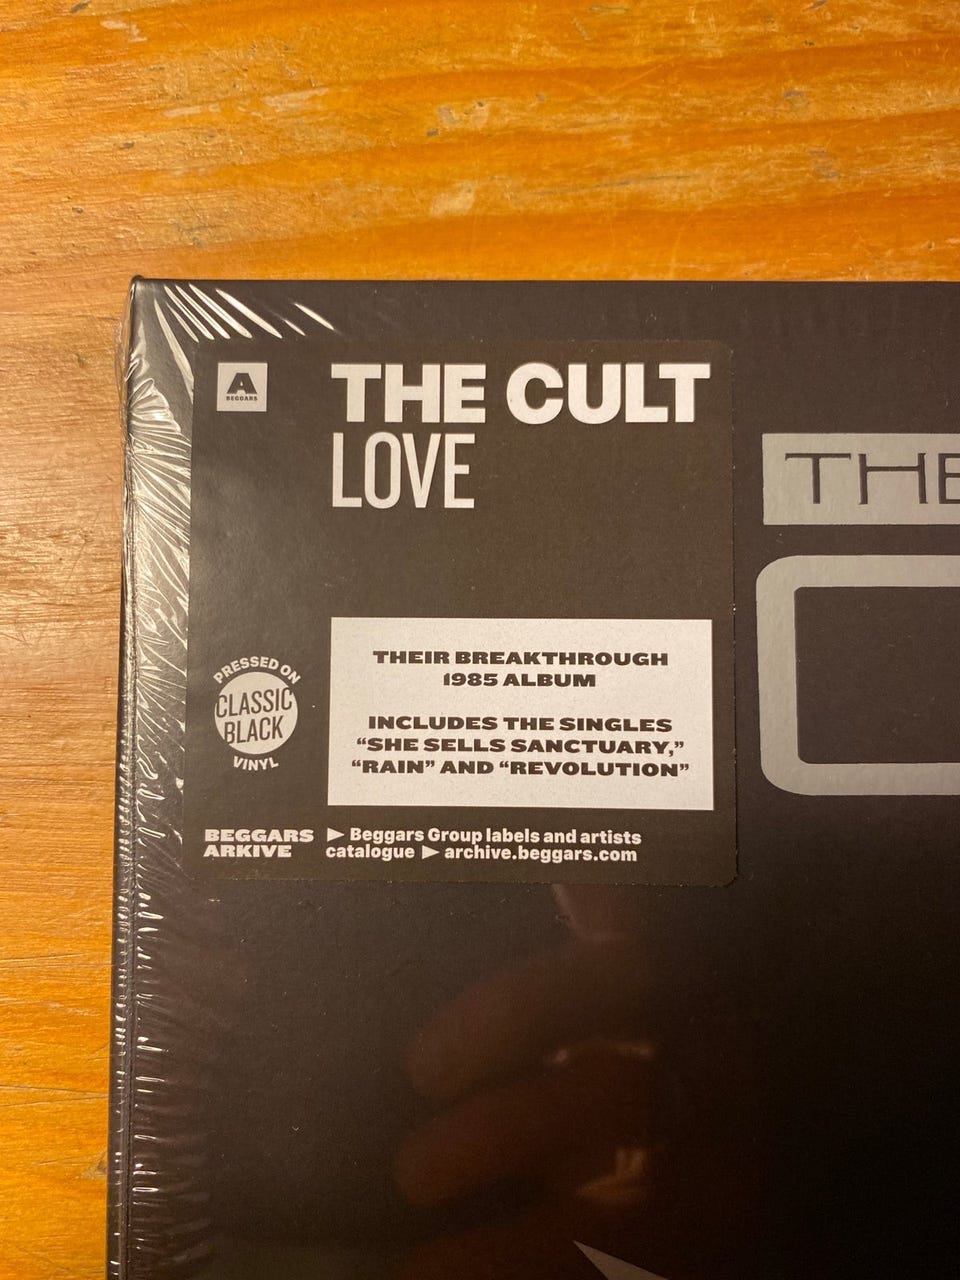 A
BEGGARS
THE CULT
LOVE
THE
PRESSED ON
CLASSIC
BLACK
VINYL
THEIR BREAKTHROUGH
1985 ALBUM
INCLUDES THE SINGLES
“SHE SELLS SANCTUARY,”
“RAIN” AND “REVOLUTION”
BEGGARS
ARKIVE
▶ Beggars Group labels and artists
catalogue ▶ archive.beggars.com